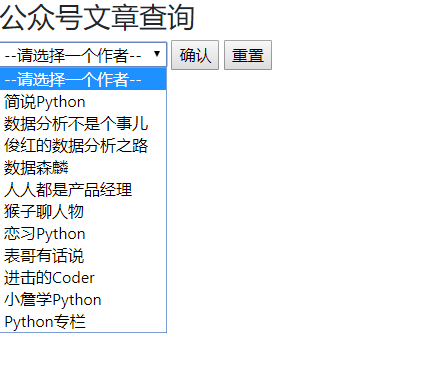 公众号文章查询
--请选择一个作者-- 确认 重置
--请选择一个作者--
简说Python
数据分析不是个事儿
俊红的数据分析之路
数据森麟
人人都是产品经理
猴子聊人物
恋习Python
表哥有话说
进击的Coder
小詹学Python
Python专栏